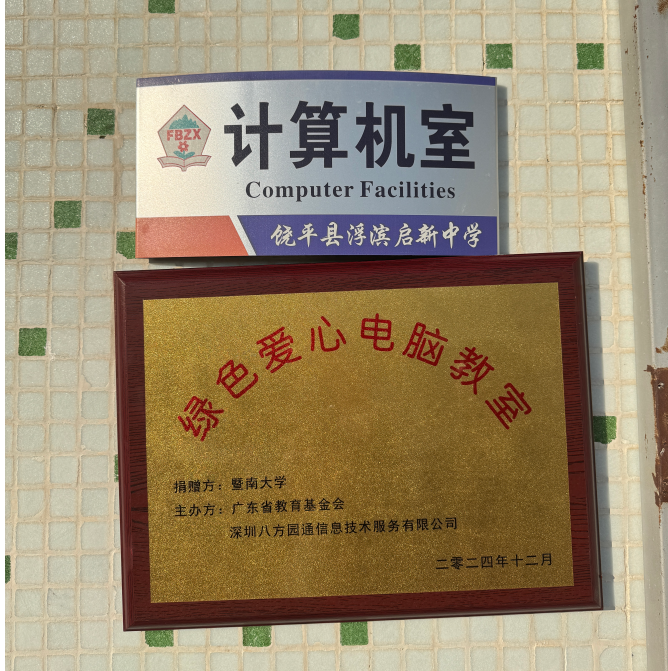 FBZX
计算机室
Computer Facilities
饶平县浮滨启新中学
绿色爱心电脑教室
捐赠方：暨南大学
主办方：广东省教育基金会
深圳八方园通信息技术服务有限公司
二零二四年十二月